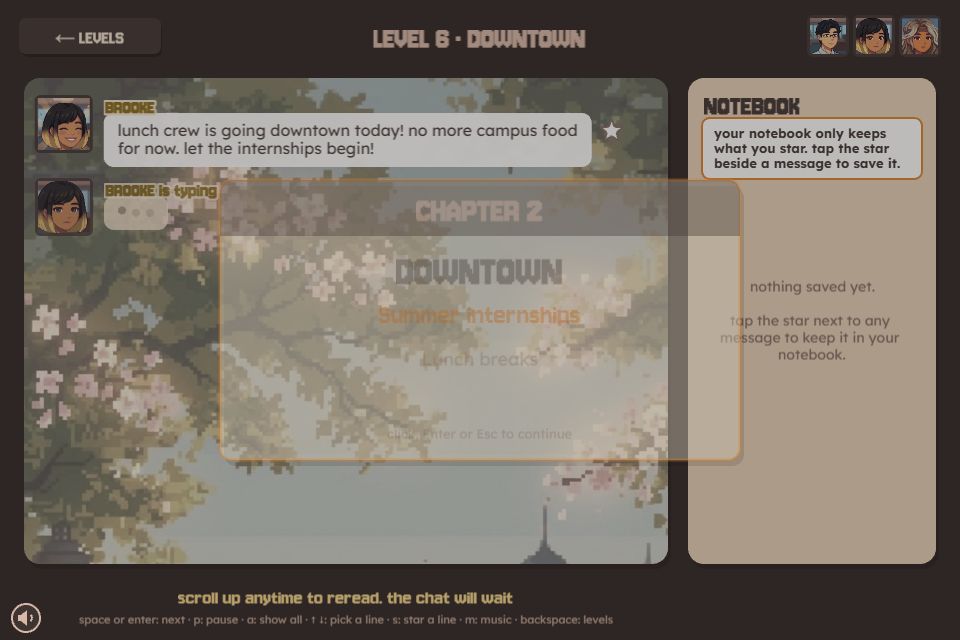 ← LEVELS
LEVEL 6 · DOWNTOWN
BROOKE
lunch crew is going downtown today! no more campus food
for now. let the internships begin!
BROOKE is typing
CHAPTER 2
DOWNTOWN
Summer internships
Lunch breaks
click, Enter or Esc to continue
NOTEBOOK
your notebook only keeps
what you star. tap the star
beside a message to save it.
nothing saved yet.
tap the star next to any
message to keep it in your
notebook.
scroll up anytime to reread. the chat will wait
space or enter: next · p: pause · a: show all · ↑ ↓: pick a line · s: star a line · m: music · backspace: levels